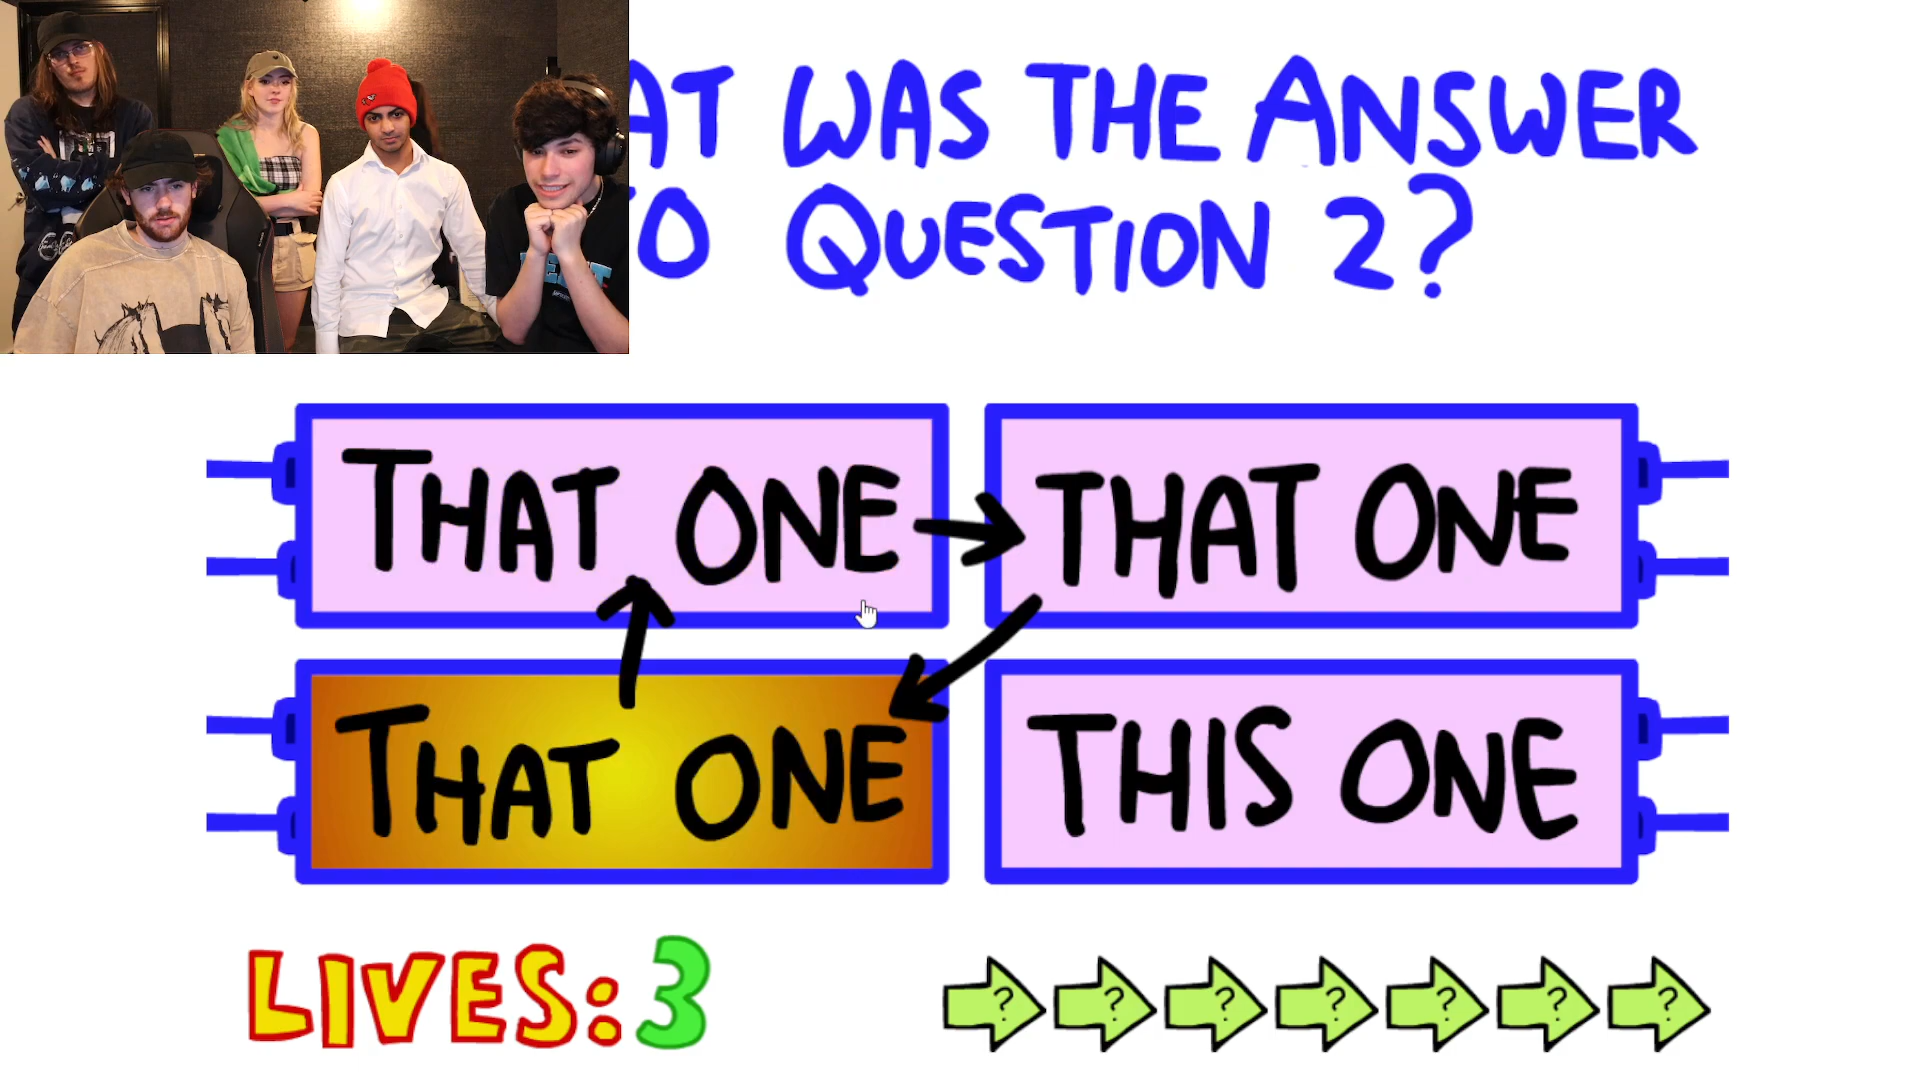 AT WAS THE ANSWER
O QUESTION 2?
THAT ONE
THAT ONE
THAT ONE
THIS ONE
LIVES: 3
? ? ? ? ? ? ?